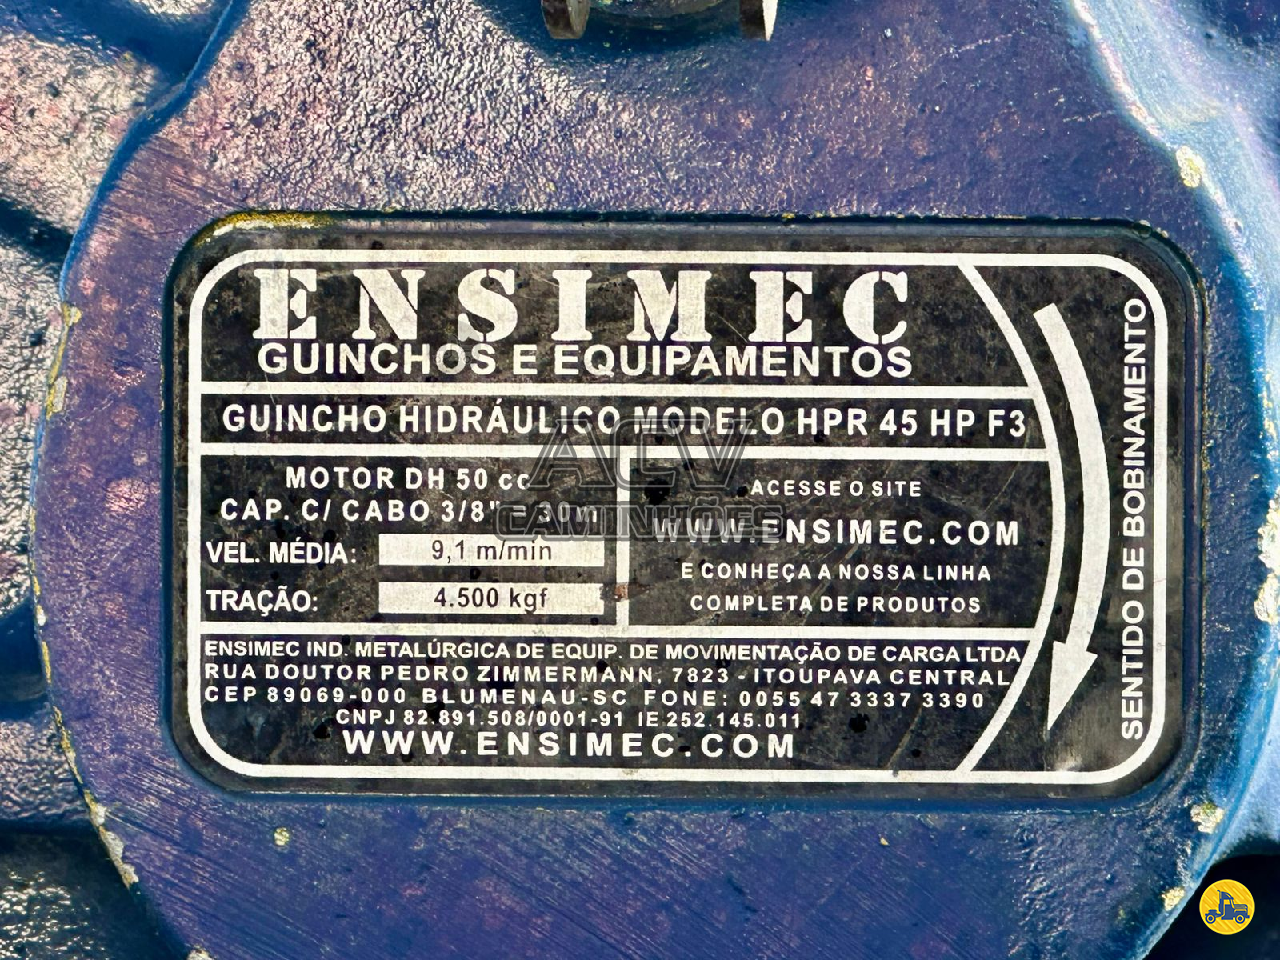 ENSIMEC
GUINCHOS E EQUIPAMENTOS
GUINCHO HIDRÁULICO MODELO HPR 45 HP F3
MOTOR DH 50 cc
CAP. C/ CABO 3/8" = 30m
VEL. MÉDIA: 9,1 m/min
TRAÇÃO: 4.500 kgf
ACESSE O SITE
WWW.ENSIMEC.COM
E CONHEÇA A NOSSA LINHA
COMPLETA DE PRODUTOS
SENTIDO DE BOBINAMENTO
ENSIMEC IND. METALÚRGICA DE EQUIP. DE MOVIMENTAÇÃO DE CARGA LTDA
RUA DOUTOR PEDRO ZIMMERMANN, 7823 - ITOUPAVA CENTRAL
CEP 89069-000 BLUMENAU-SC FONE: 0055 47 3337 3390
CNPJ 82.891.508/0001-91 IE 252.145.011
WWW.ENSIMEC.COM
ACV
CAMINHÕES